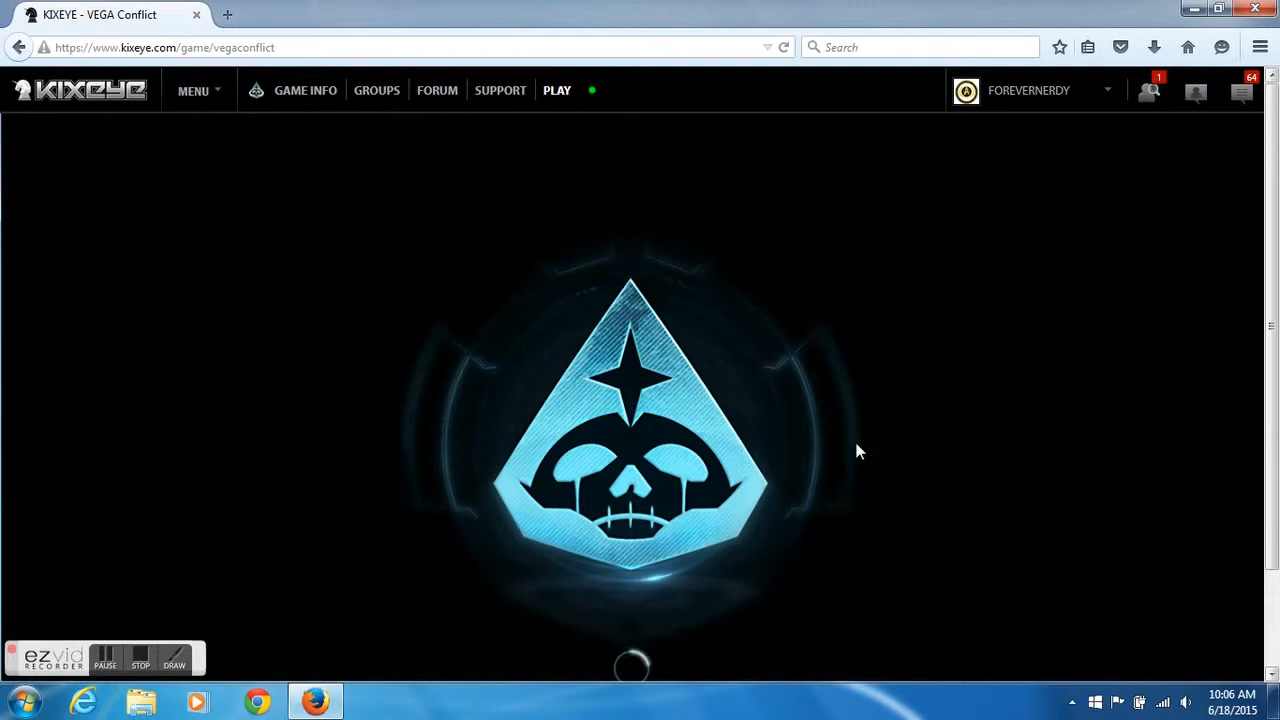 KIXEYE - VEGA Conflict
https://www.kixeye.com/game/vegaconflict
Search
KIXEYE MENU GAME INFO GROUPS FORUM SUPPORT PLAY FOREVERNERDY 1 64
ezvid
RECORDER
PAUSE STOP DRAW
10:06 AM
6/18/2015